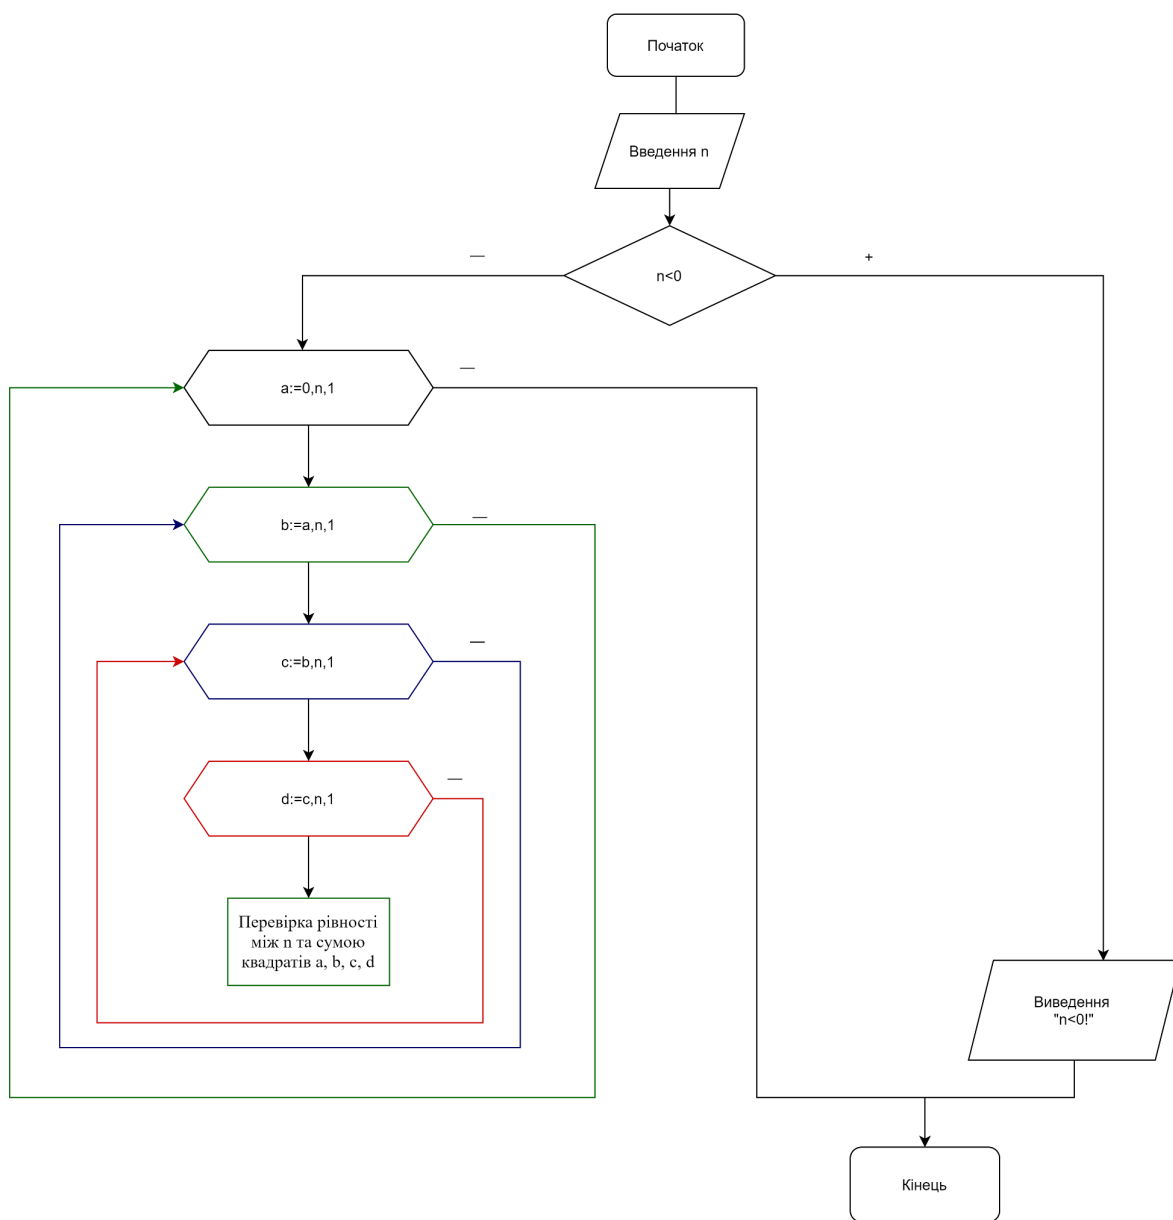 Початок
Введення n
n<0
—
+
a:=0,n,1
—
b:=a,n,1
—
c:=b,n,1
—
d:=c,n,1
—
Перевірка рівності
між n та сумою
квадратів a, b, c, d
Виведення
"n<0!"
Кінець